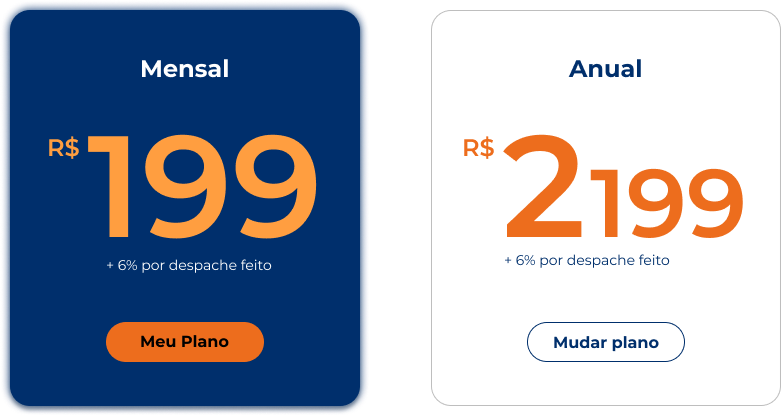 Mensal
R$ 199
+ 6% por despache feito
Meu Plano
Anual
R$ 2199
+ 6% por despache feito
Mudar plano